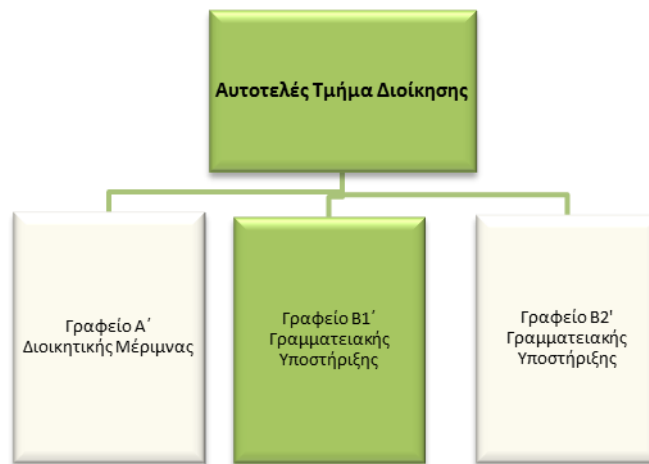 Αυτοτελές Τμήμα Διοίκησης
Γραφείο Α΄
Διοικητικής Μέριμνας
Γραφείο Β1΄
Γραμματειακής
Υποστήριξης
Γραφείο Β2'
Γραμματειακής
Υποστήριξης